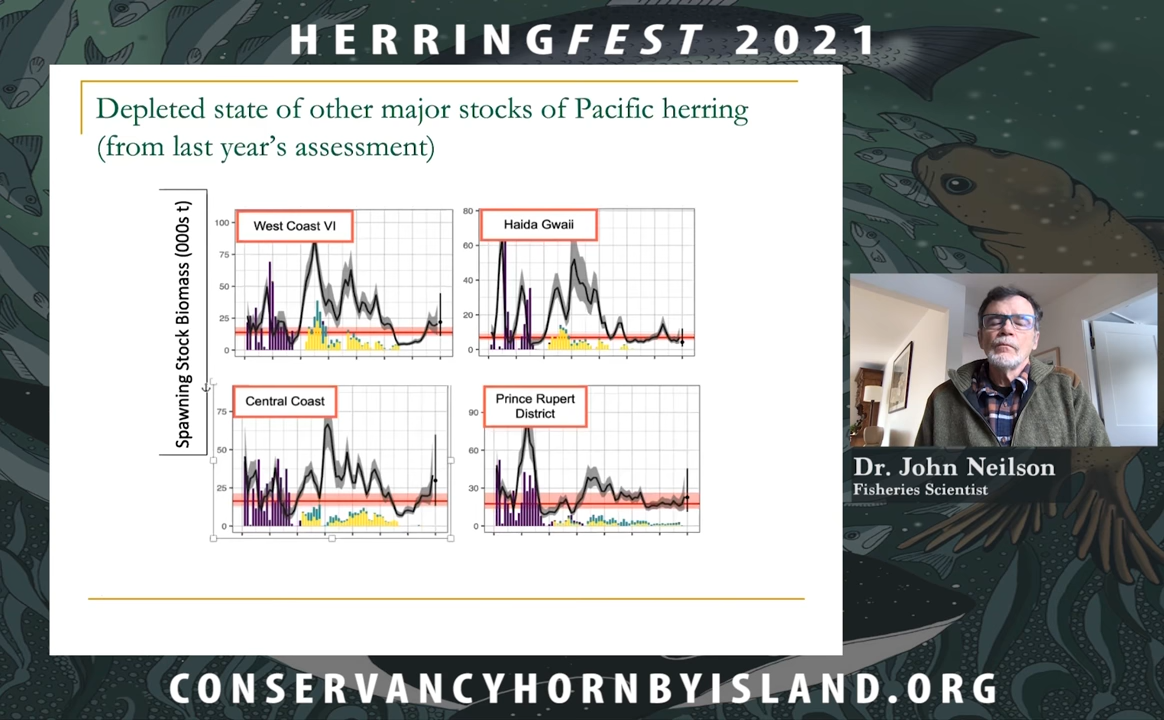 HERRINGFEST 2021
Depleted state of other major stocks of Pacific herring
(from last year's assessment)
Spawning Stock Biomass (000s t)
West Coast VI
100
75
50
25
0
Haida Gwaii
80
60
40
20
0
Central Coast
75
50
25
0
Prince Rupert
District
90
60
30
0
Dr. John Neilson
Fisheries Scientist
CONSERVANCYHORNBYISLAND.ORG